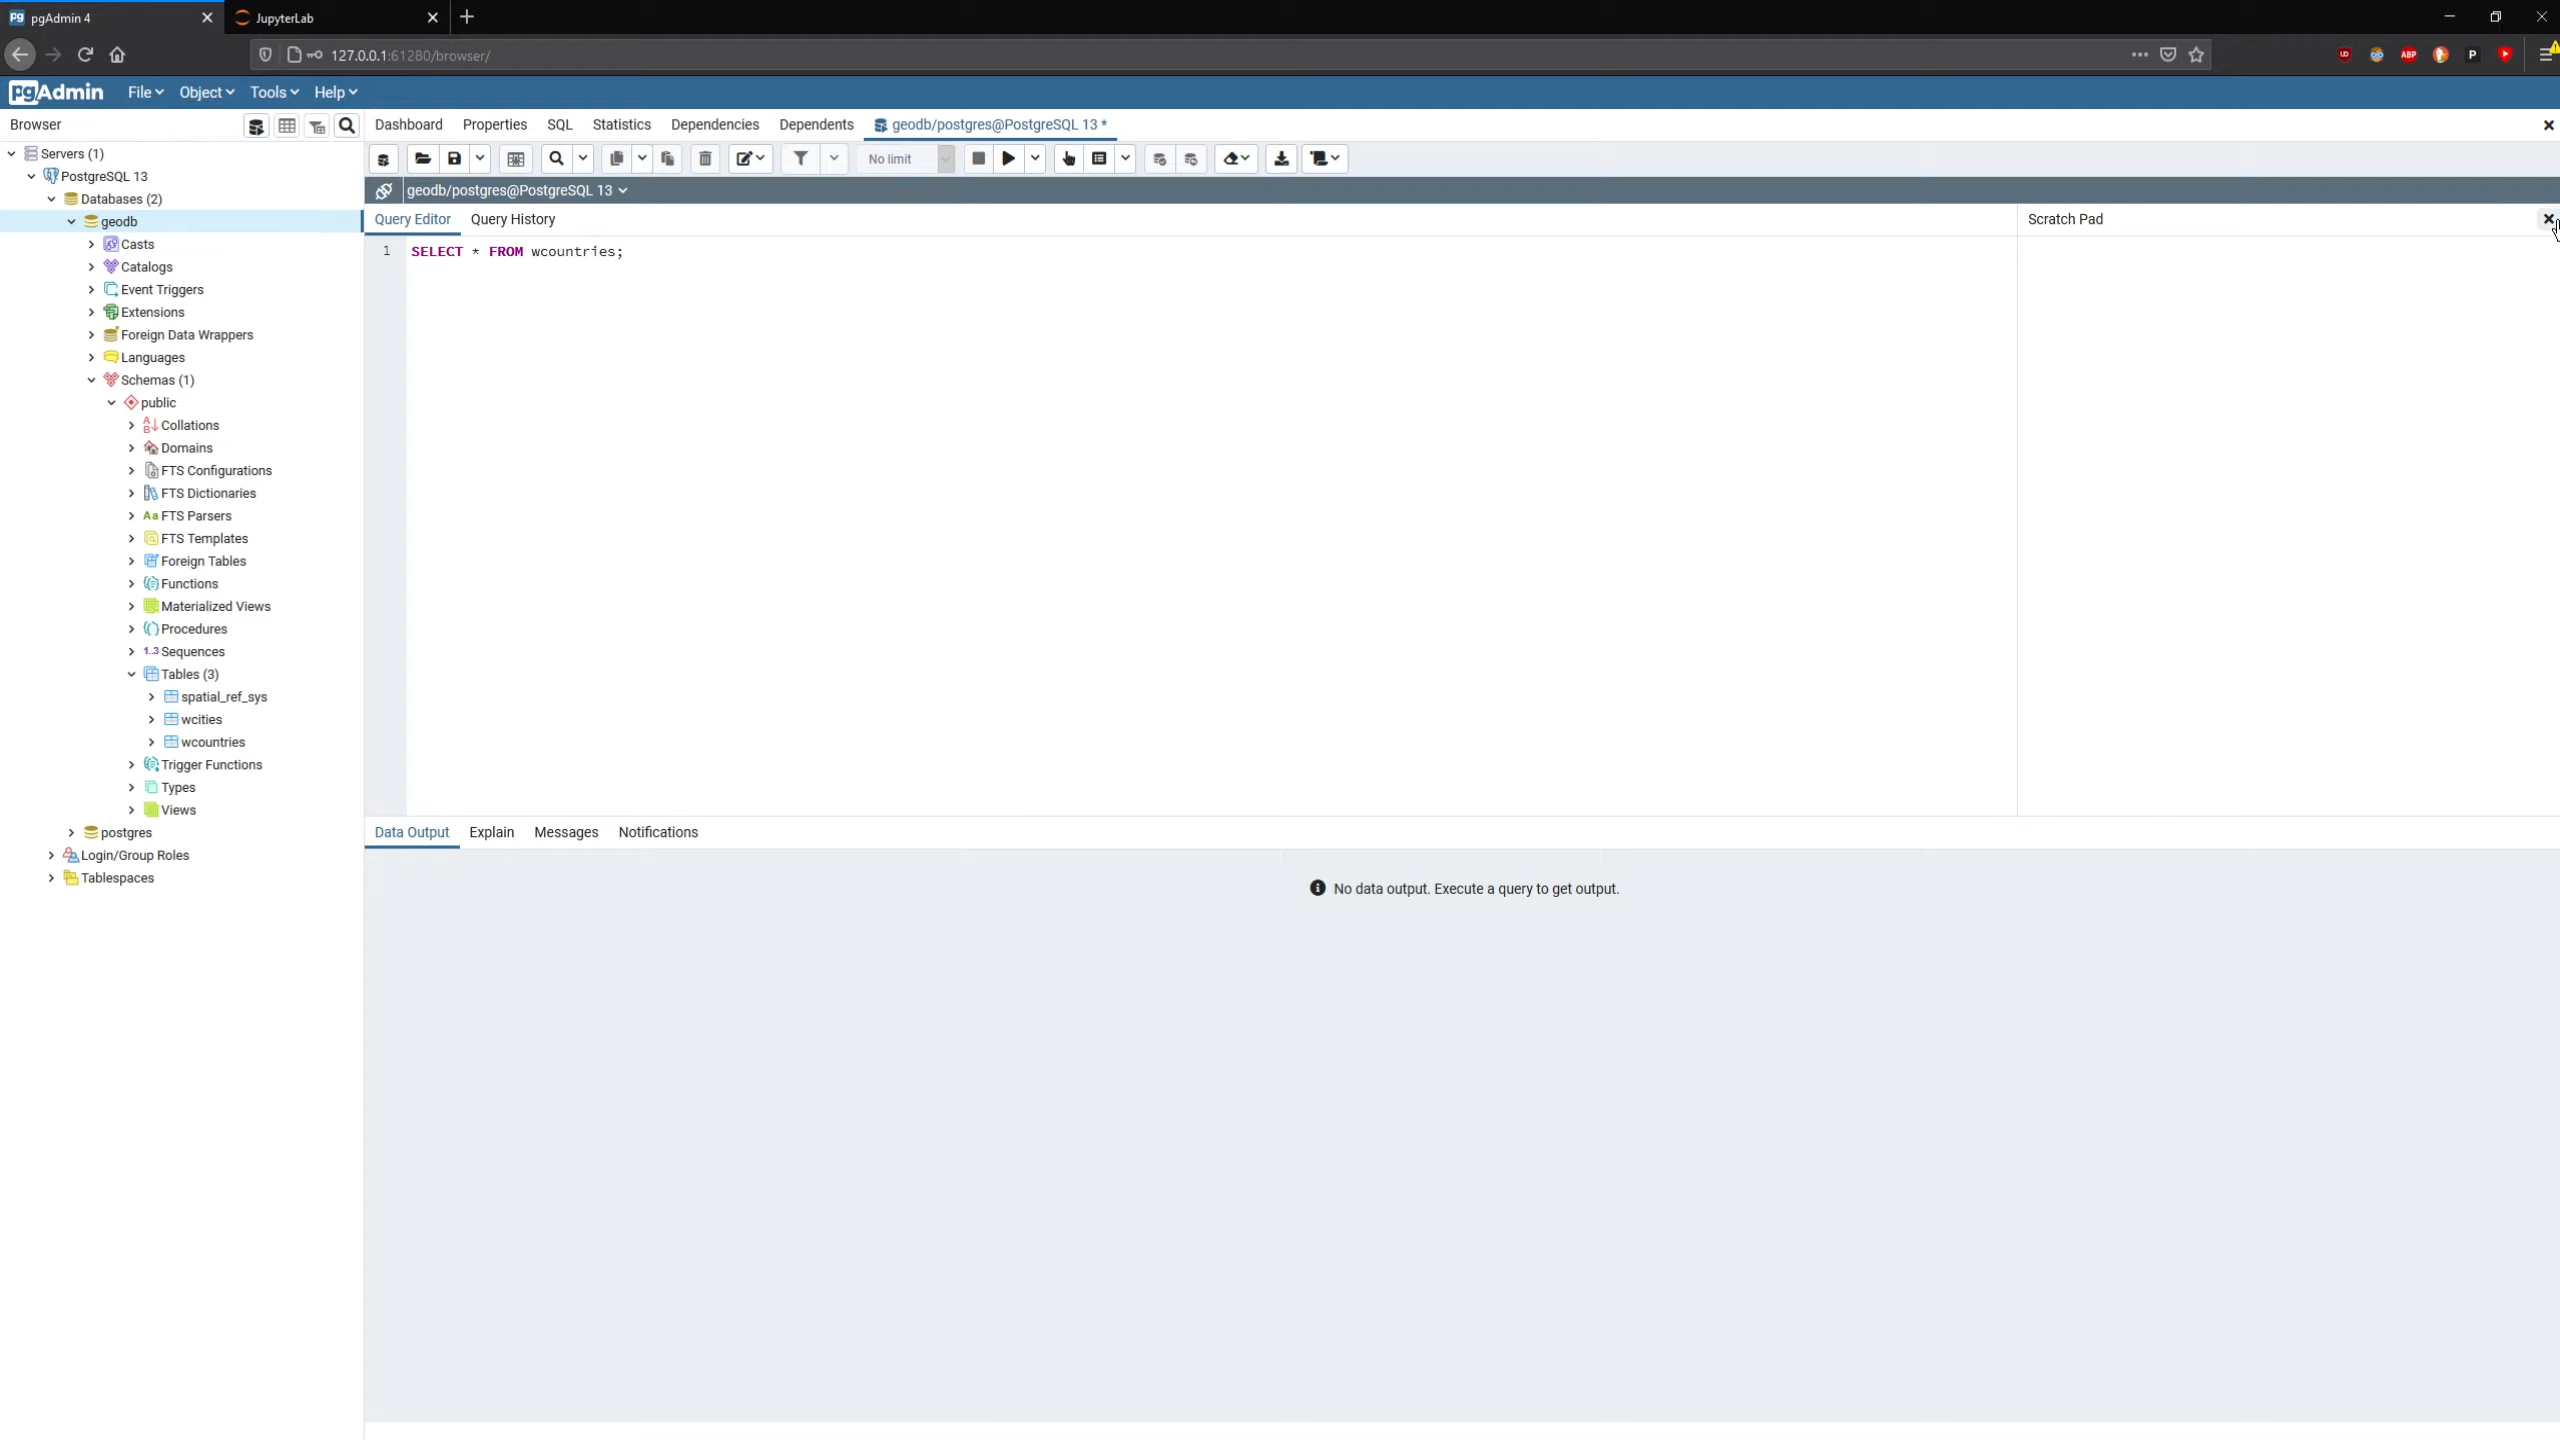 pgAdmin 4
JupyterLab
127.0.0.1:61280/browser/
pgAdmin File Object Tools Help
Browser
Dashboard Properties SQL Statistics Dependencies Dependents geodb/postgres@PostgreSQL 13 *
No limit
geodb/postgres@PostgreSQL 13
Query Editor Query History
Scratch Pad
1 SELECT * FROM wcountries;
Servers (1)
PostgreSQL 13
Databases (2)
geodb
Casts
Catalogs
Event Triggers
Extensions
Foreign Data Wrappers
Languages
Schemas (1)
public
Collations
Domains
FTS Configurations
FTS Dictionaries
Aa FTS Parsers
FTS Templates
Foreign Tables
Functions
Materialized Views
Procedures
1..3 Sequences
Tables (3)
spatial_ref_sys
wcities
wcountries
Trigger Functions
Types
Views
postgres
Login/Group Roles
Tablespaces
Data Output Explain Messages Notifications
No data output. Execute a query to get output.